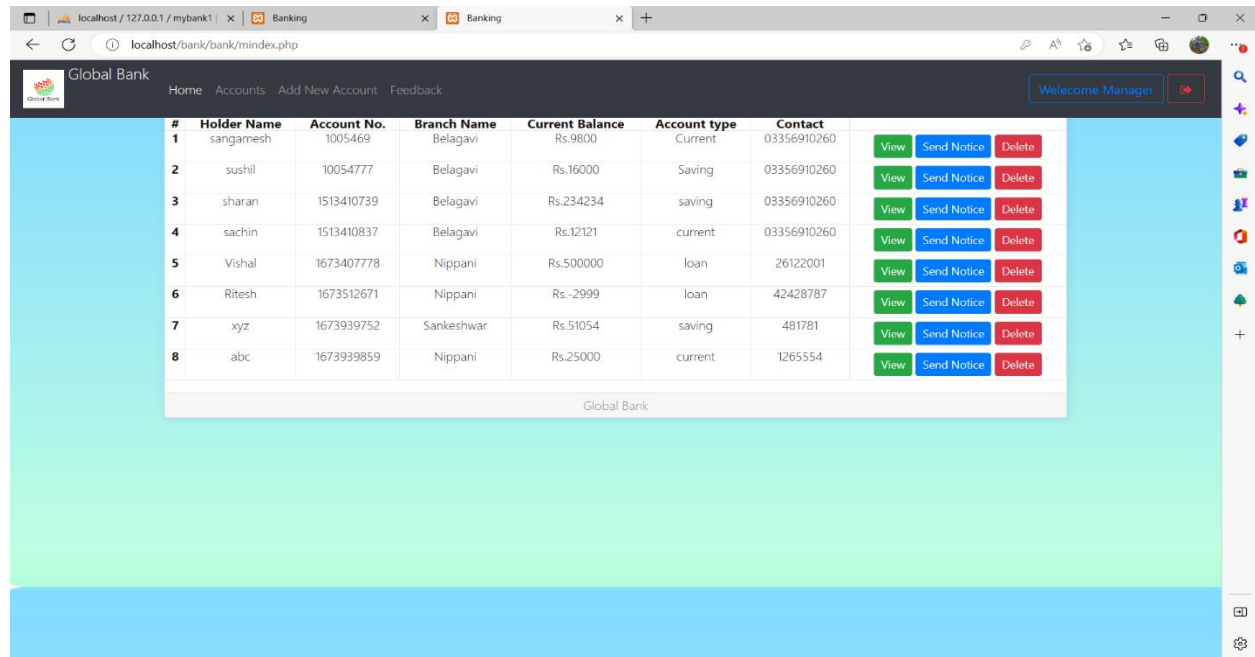 localhost / 127.0.0.1 / mybank1 | Banking Banking
localhost/bank/bank/mindex.php
Global Bank Home Accounts Add New Account Feedback Welecome Manager
Global Bank
# Holder Name Account No. Branch Name Current Balance Account type Contact
1 sangamesh 1005469 Belagavi Rs.9800 Current 03356910260 View Send Notice Delete
2 sushil 10054777 Belagavi Rs.16000 Saving 03356910260 View Send Notice Delete
3 sharan 1513410739 Belagavi Rs.234234 saving 03356910260 View Send Notice Delete
4 sachin 1513410837 Belagavi Rs.12121 current 03356910260 View Send Notice Delete
5 Vishal 1673407778 Nippani Rs.500000 loan 26122001 View Send Notice Delete
6 Ritesh 1673512671 Nippani Rs.-2999 loan 42428787 View Send Notice Delete
7 xyz 1673939752 Sankeshwar Rs.51054 saving 481781 View Send Notice Delete
8 abc 1673939859 Nippani Rs.25000 current 1265554 View Send Notice Delete
Global Bank